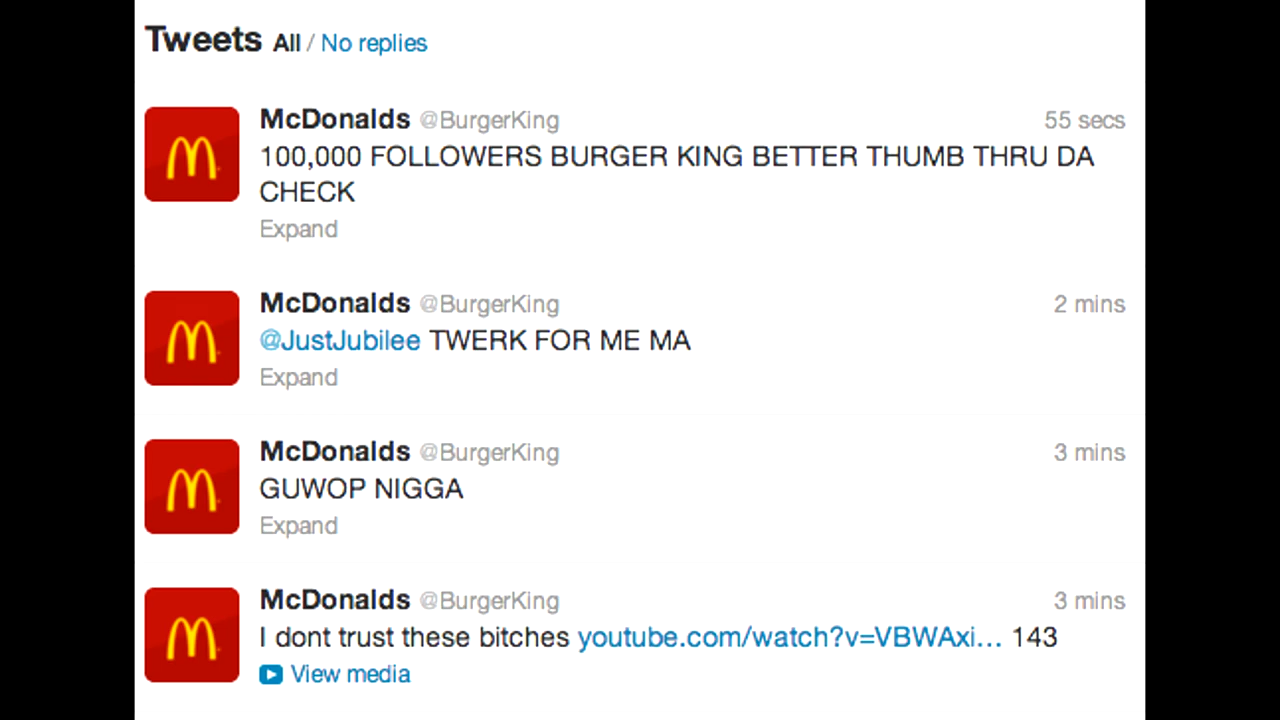 Tweets All / No replies
McDonalds @BurgerKing 55 secs
100,000 FOLLOWERS BURGER KING BETTER THUMB THRU DA
CHECK
Expand
McDonalds @BurgerKing 2 mins
@JustJubilee TWERK FOR ME MA
Expand
McDonalds @BurgerKing 3 mins
GUWOP NIGGA
Expand
McDonalds @BurgerKing 3 mins
I dont trust these bitches youtube.com/watch?v=VBWAxi... 143
View media